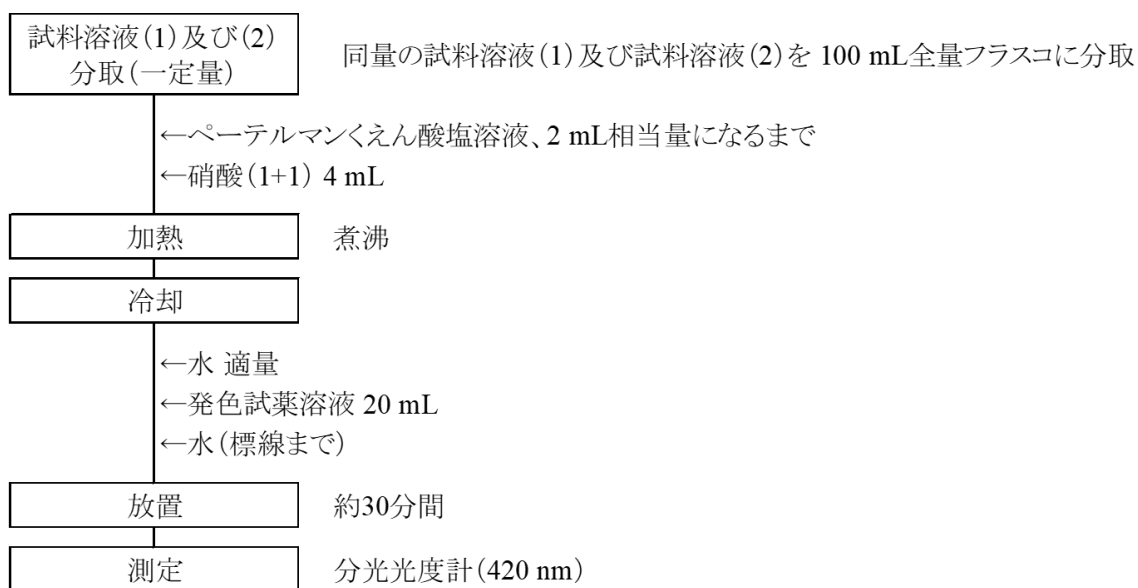 試料溶液(1)及び(2)
分取(一定量)
同量の試料溶液(1)及び試料溶液(2)を 100 mL全量フラスコに分取
←ペーテルマンくえん酸塩溶液、2 mL相当量になるまで
←硝酸(1+1) 4 mL
加熱
煮沸
冷却
←水 適量
←発色試薬溶液 20 mL
←水(標線まで)
放置
約30分間
測定
分光光度計(420 nm)